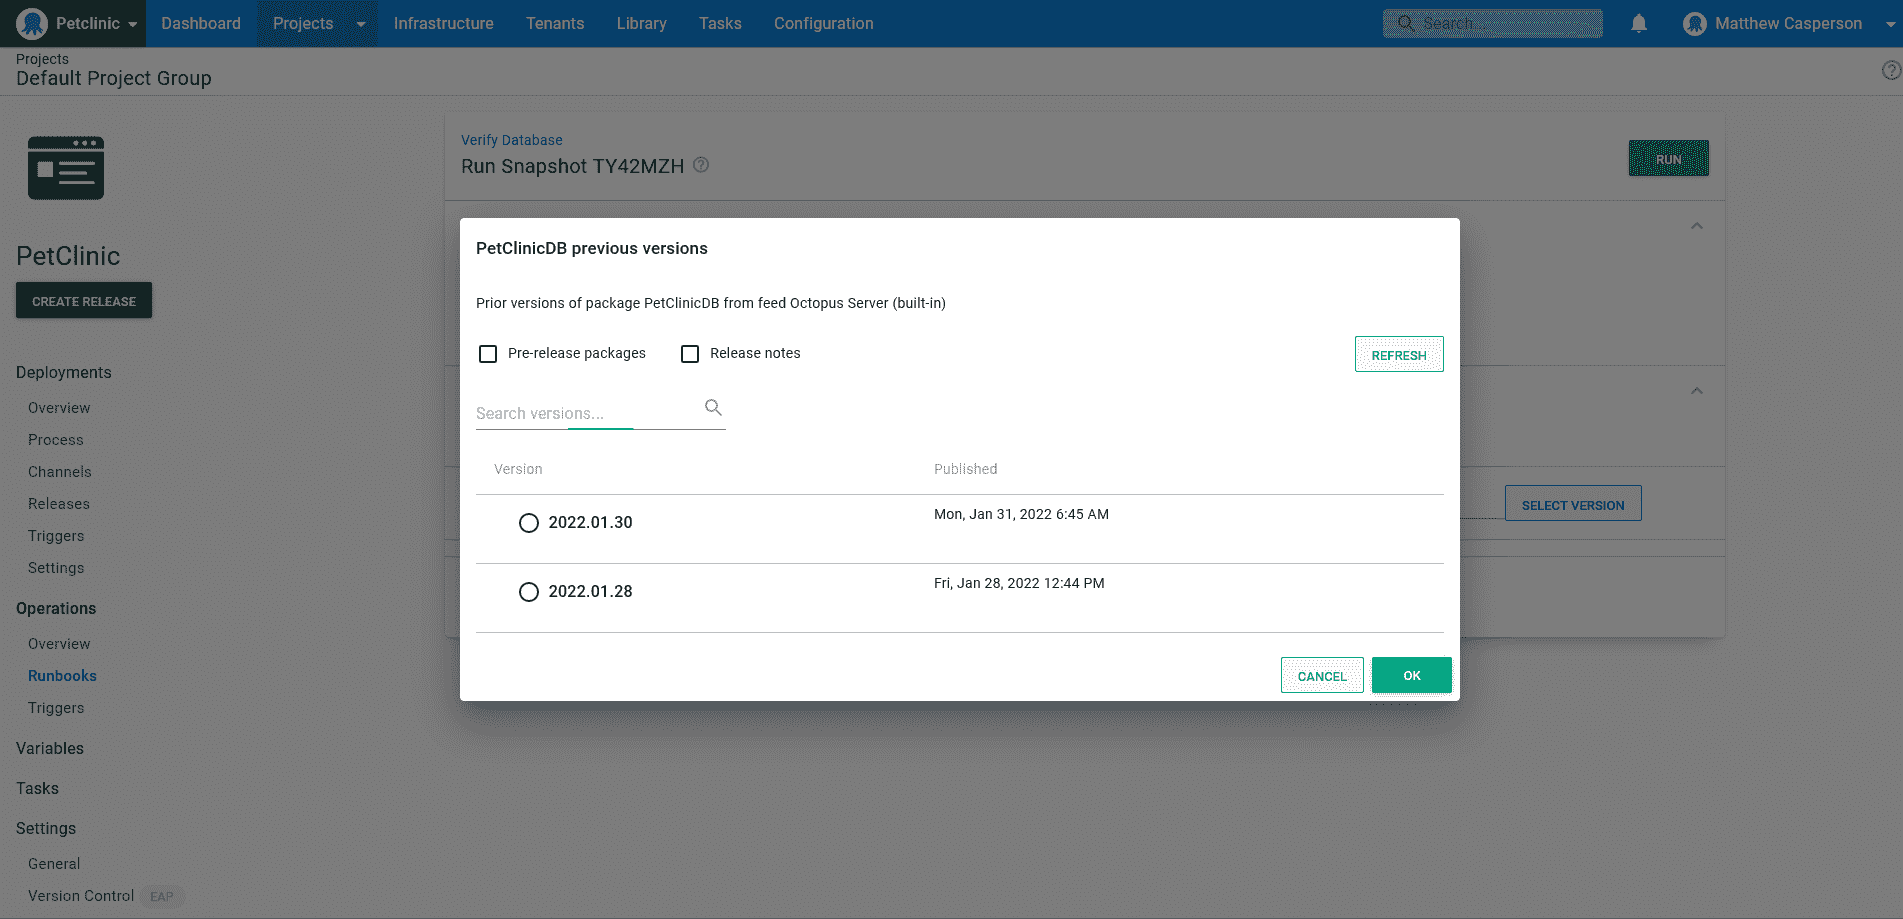 Petclinic Dashboard Projects Infrastructure Tenants Library Tasks Configuration Search... Matthew Casperson
Projects
Default Project Group
Verify Database
Run Snapshot TY42MZH
RUN
PetClinic
CREATE RELEASE
Deployments
Overview
Process
Channels
Releases
Triggers
Settings
Operations
Overview
Runbooks
Triggers
Variables
Tasks
Settings
General
Version Control EAP
PetClinicDB previous versions
Prior versions of package PetClinicDB from feed Octopus Server (built-in)
Pre-release packages Release notes REFRESH
Search versions...
Version Published
2022.01.30 Mon, Jan 31, 2022 6:45 AM
2022.01.28 Fri, Jan 28, 2022 12:44 PM
CANCEL OK
SELECT VERSION